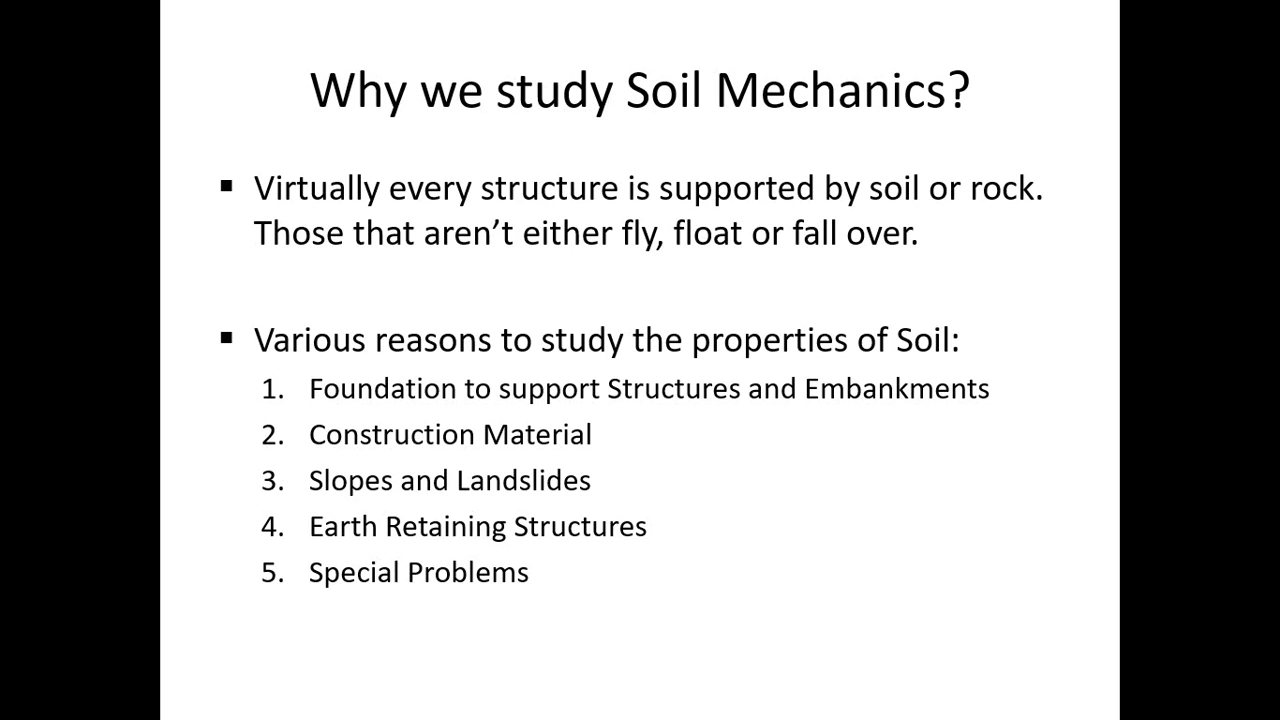 Why we study Soil Mechanics?
▪ Virtually every structure is supported by soil or rock.
Those that aren’t either fly, float or fall over.
▪ Various reasons to study the properties of Soil:
1. Foundation to support Structures and Embankments
2. Construction Material
3. Slopes and Landslides
4. Earth Retaining Structures
5. Special Problems